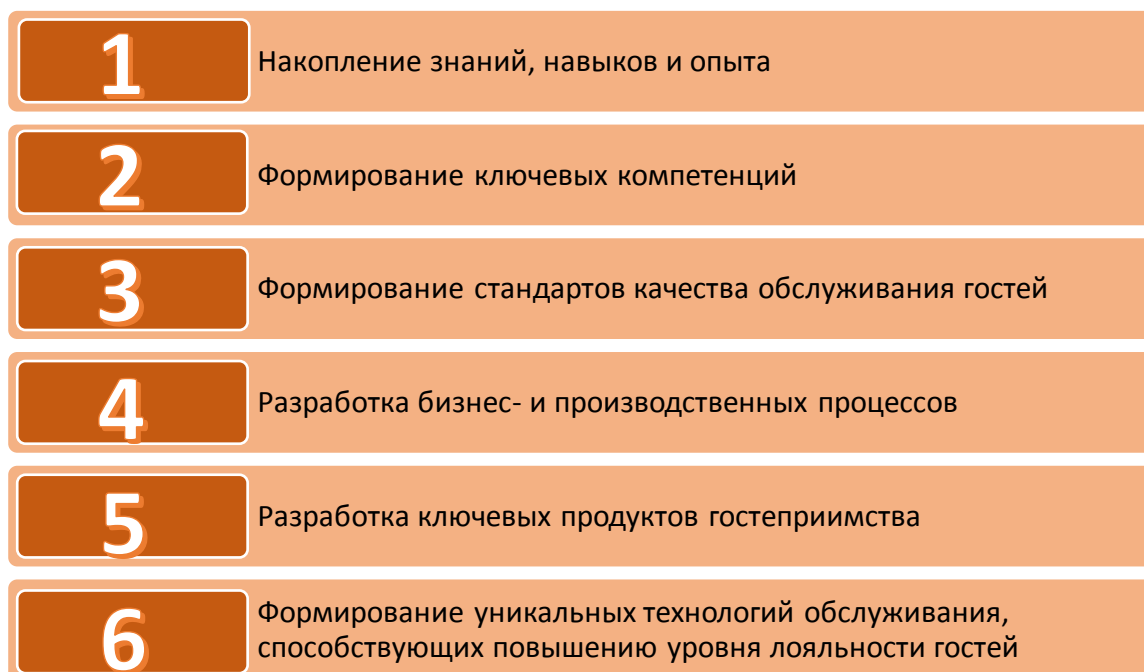 1
Накопление знаний, навыков и опыта
2
Формирование ключевых компетенций
3
Формирование стандартов качества обслуживания гостей
4
Разработка бизнес- и производственных процессов
5
Разработка ключевых продуктов гостеприимства
6
Формирование уникальных технологий обслуживания,
способствующих повышению уровня лояльности гостей